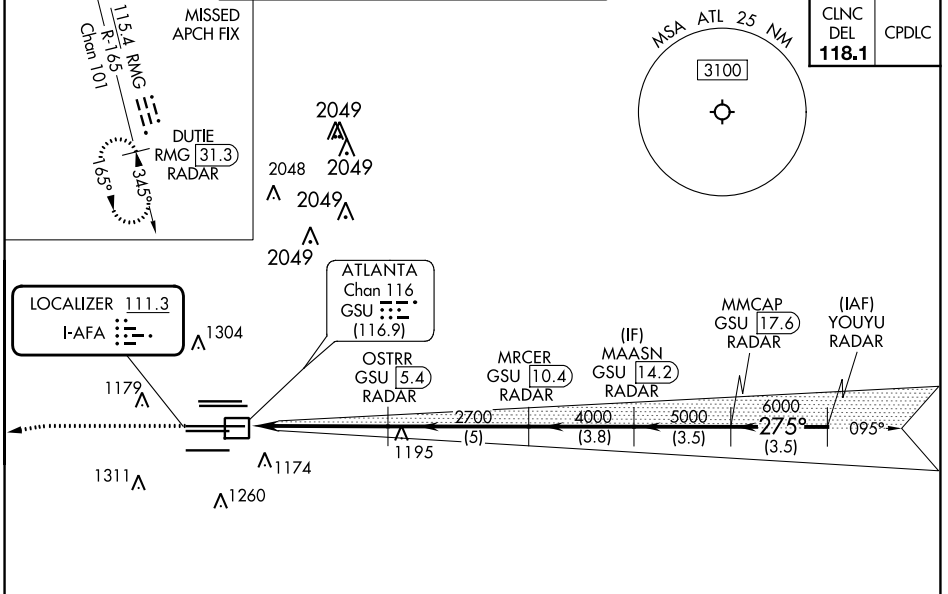 MISSED
APCH FIX
115.4 RMG
R-165
Chan 101
DUTIE
RMG 31.3
RADAR
165°
345°
2049
2049
2048
2049
2049
MSA ATL 25 NM
3100
CLNC
DEL
118.1
CPDLC
LOCALIZER 111.3
I-AFA
ATLANTA
Chan 116
GSU
(116.9)
1304
1179
1311
1260
1174
1195
OSTRR
GSU 5.4
RADAR
MRCER
GSU 10.4
RADAR
(IF)
MAASN
GSU 14.2
RADAR
MMCAP
GSU 17.6
RADAR
(IAF)
YOUYU
RADAR
2700
(5)
4000
(3.8)
5000
(3.5)
6000
275°
(3.5)
095°